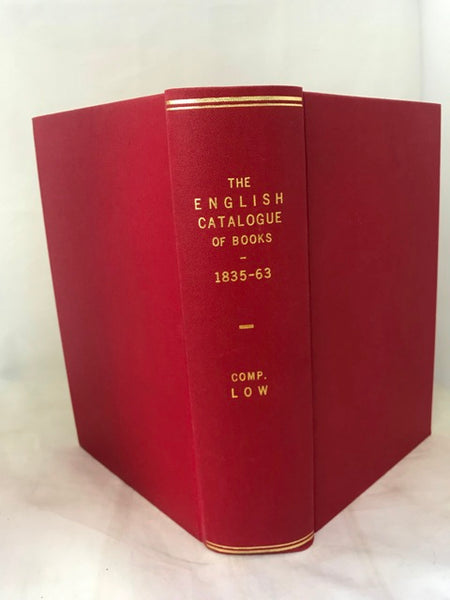 THE
ENGLISH
CATALOGUE
OF BOOKS
-
1835-63
—
COMP.
LOW